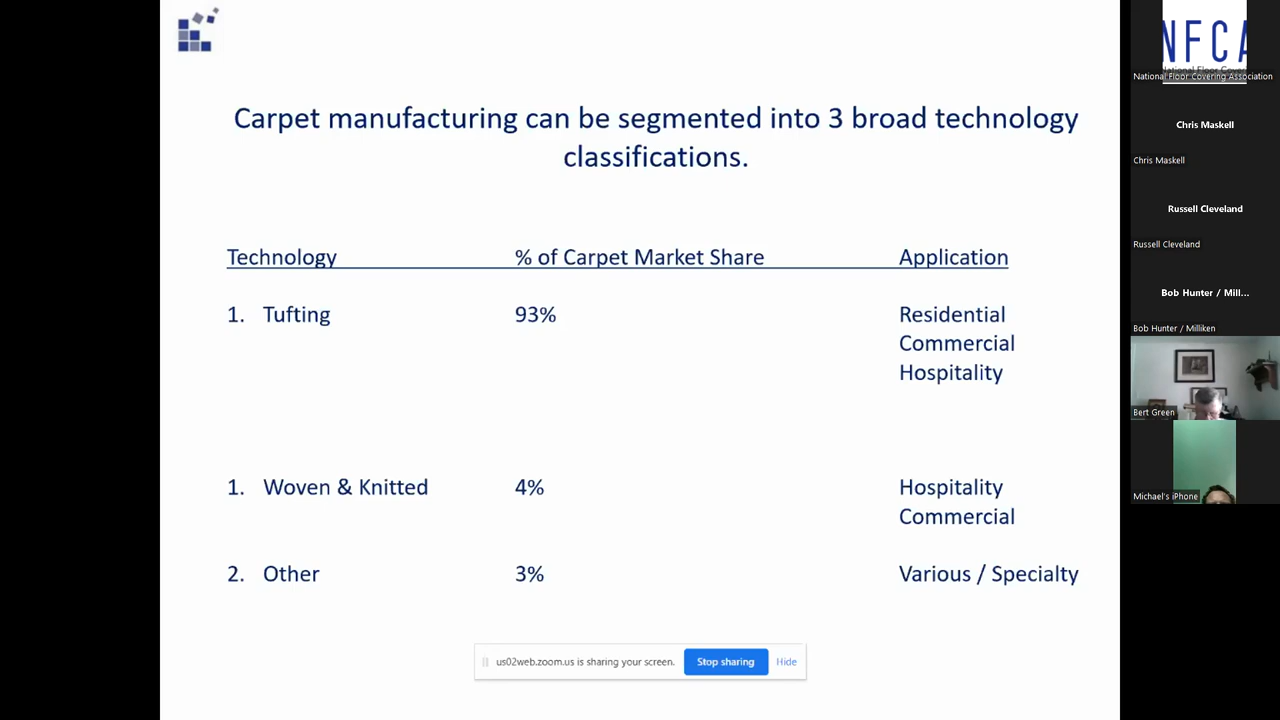 Carpet manufacturing can be segmented into 3 broad technology
classifications.
Technology % of Carpet Market Share Application
1. Tufting 93% Residential
Commercial
Hospitality
1. Woven & Knitted 4% Hospitality
Commercial
2. Other 3% Various / Specialty
us02web.zoom.us is sharing your screen. Stop sharing Hide
NFCA
National Floor Covering Association
Chris Maskell
Chris Maskell
Russell Cleveland
Russell Cleveland
Bob Hunter / Mill...
Bob Hunter / Milliken
Bert Green
Michael's iPhone